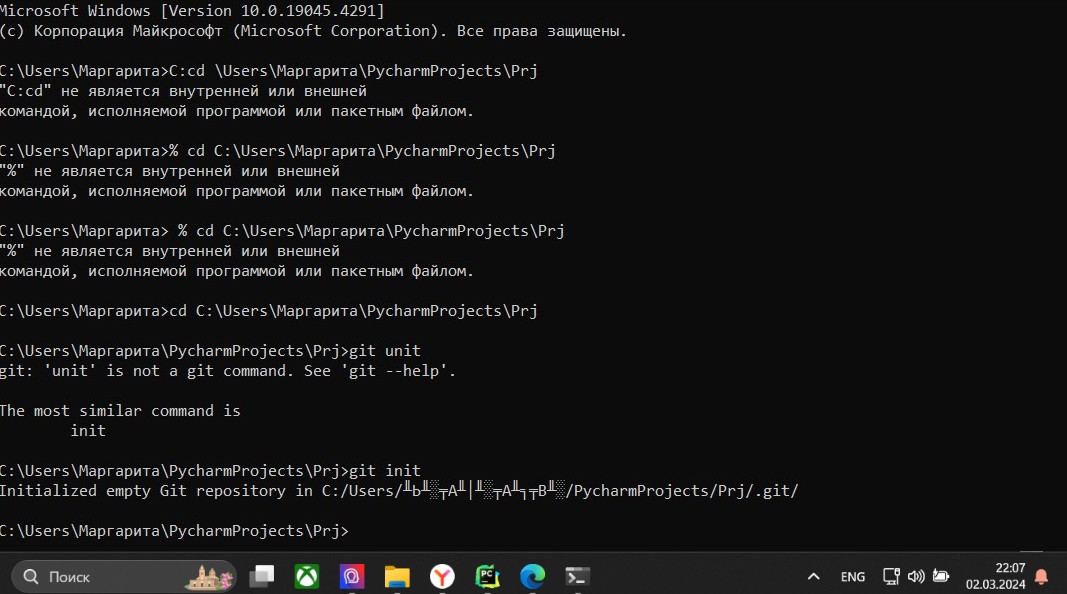 Microsoft Windows [Version 10.0.19045.4291]
(c) Корпорация Майкрософт (Microsoft Corporation). Все права защищены.
C:\Users\Маргарита>C:cd \Users\Маргарита\PycharmProjects\Prj
"C:cd" не является внутренней или внешней
командой, исполняемой программой или пакетным файлом.
C:\Users\Маргарита>% cd C:\Users\Маргарита\PycharmProjects\Prj
"%" не является внутренней или внешней
командой, исполняемой программой или пакетным файлом.
C:\Users\Маргарита> % cd C:\Users\Маргарита\PycharmProjects\Prj
"%" не является внутренней или внешней
командой, исполняемой программой или пакетным файлом.
C:\Users\Маргарита>cd C:\Users\Маргарита\PycharmProjects\Prj
C:\Users\Маргарита\PycharmProjects\Prj>git unit
git: 'unit' is not a git command. See 'git --help'.
The most similar command is
init
C:\Users\Маргарита\PycharmProjects\Prj>git init
Initialized empty Git repository in C:/Users/╨Ь╨░╤А╨│╨░╤А╨╕╤В╨░/PycharmProjects/Prj/.git/
C:\Users\Маргарита\PycharmProjects\Prj>
Поиск
PC
ENG
22:07
02.03.2024